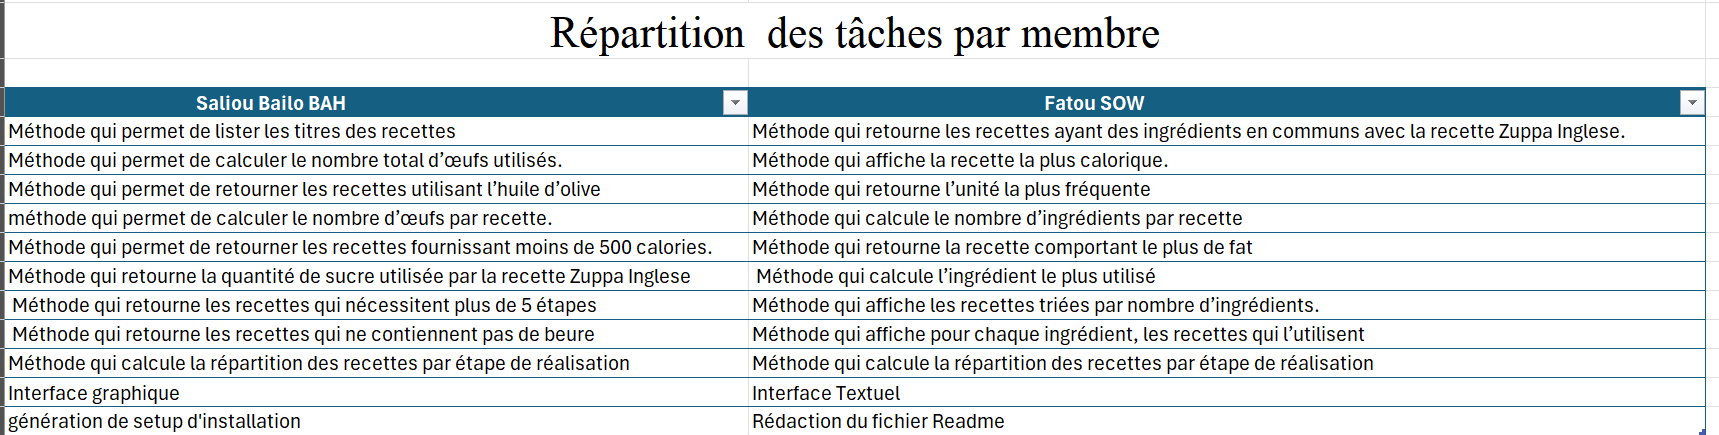 Répartition  des tâches par membre
Saliou Bailo BAH	Fatou SOW
Méthode qui permet de lister les titres des recettes	Méthode qui retourne les recettes ayant des ingrédients en communs avec la recette Zuppa Inglese.
Méthode qui permet de calculer le nombre total d’œufs utilisés.	Méthode qui affiche la recette la plus calorique.
Méthode qui permet de retourner les recettes utilisant l’huile d’olive	Méthode qui retourne l’unité la plus fréquente
méthode qui permet de calculer le nombre d’œufs par recette.	Méthode qui calcule le nombre d’ingrédients par recette
Méthode qui permet de retourner les recettes fournissant moins de 500 calories.	Méthode qui retourne la recette comportant le plus de fat
Méthode qui retourne la quantité de sucre utilisée par la recette Zuppa Inglese	Méthode qui calcule l’ingrédient le plus utilisé
Méthode qui retourne les recettes qui nécessitent plus de 5 étapes	Méthode qui affiche les recettes triées par nombre d’ingrédients.
Méthode qui retourne les recettes qui ne contiennent pas de beure	Méthode qui affiche pour chaque ingrédient, les recettes qui l’utilisent
Méthode qui calcule la répartition des recettes par étape de réalisation	Méthode qui calcule la répartition des recettes par étape de réalisation
Interface graphique	Interface Textuel
génération de setup d'installation	Rédaction du fichier Readme